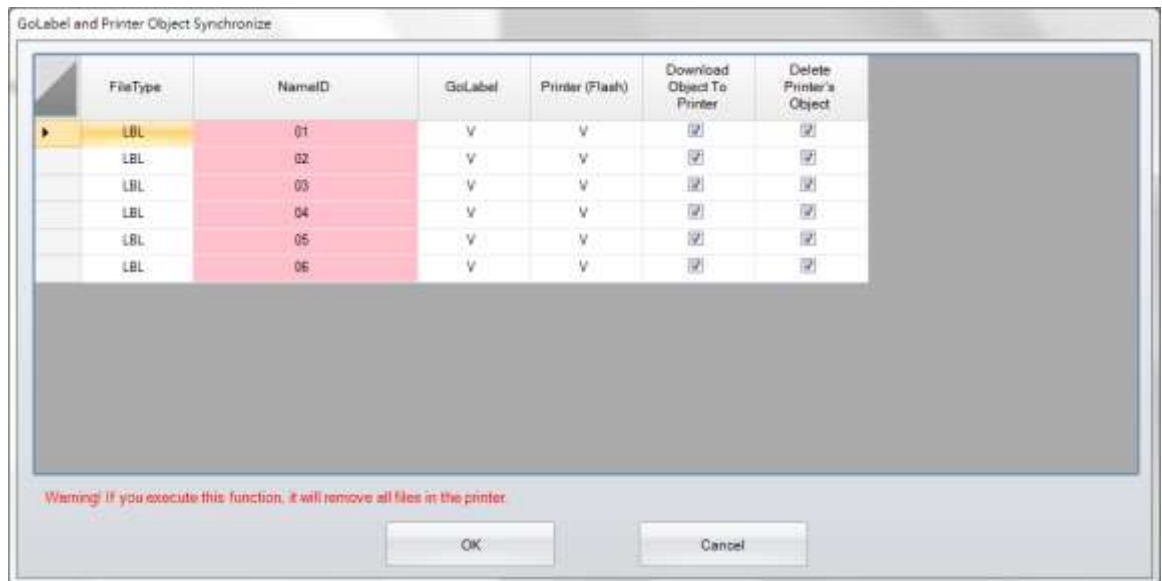 GoLabel and Printer Object Synchronize
FileType NameID GoLabel Printer (Flash) Download Object To Printer Delete Printer's Object
LBL 01 V V
LBL 02 V V
LBL 03 V V
LBL 04 V V
LBL 05 V V
LBL 06 V V
Warning! If you execute this function, it will remove all files in the printer.
OK Cancel